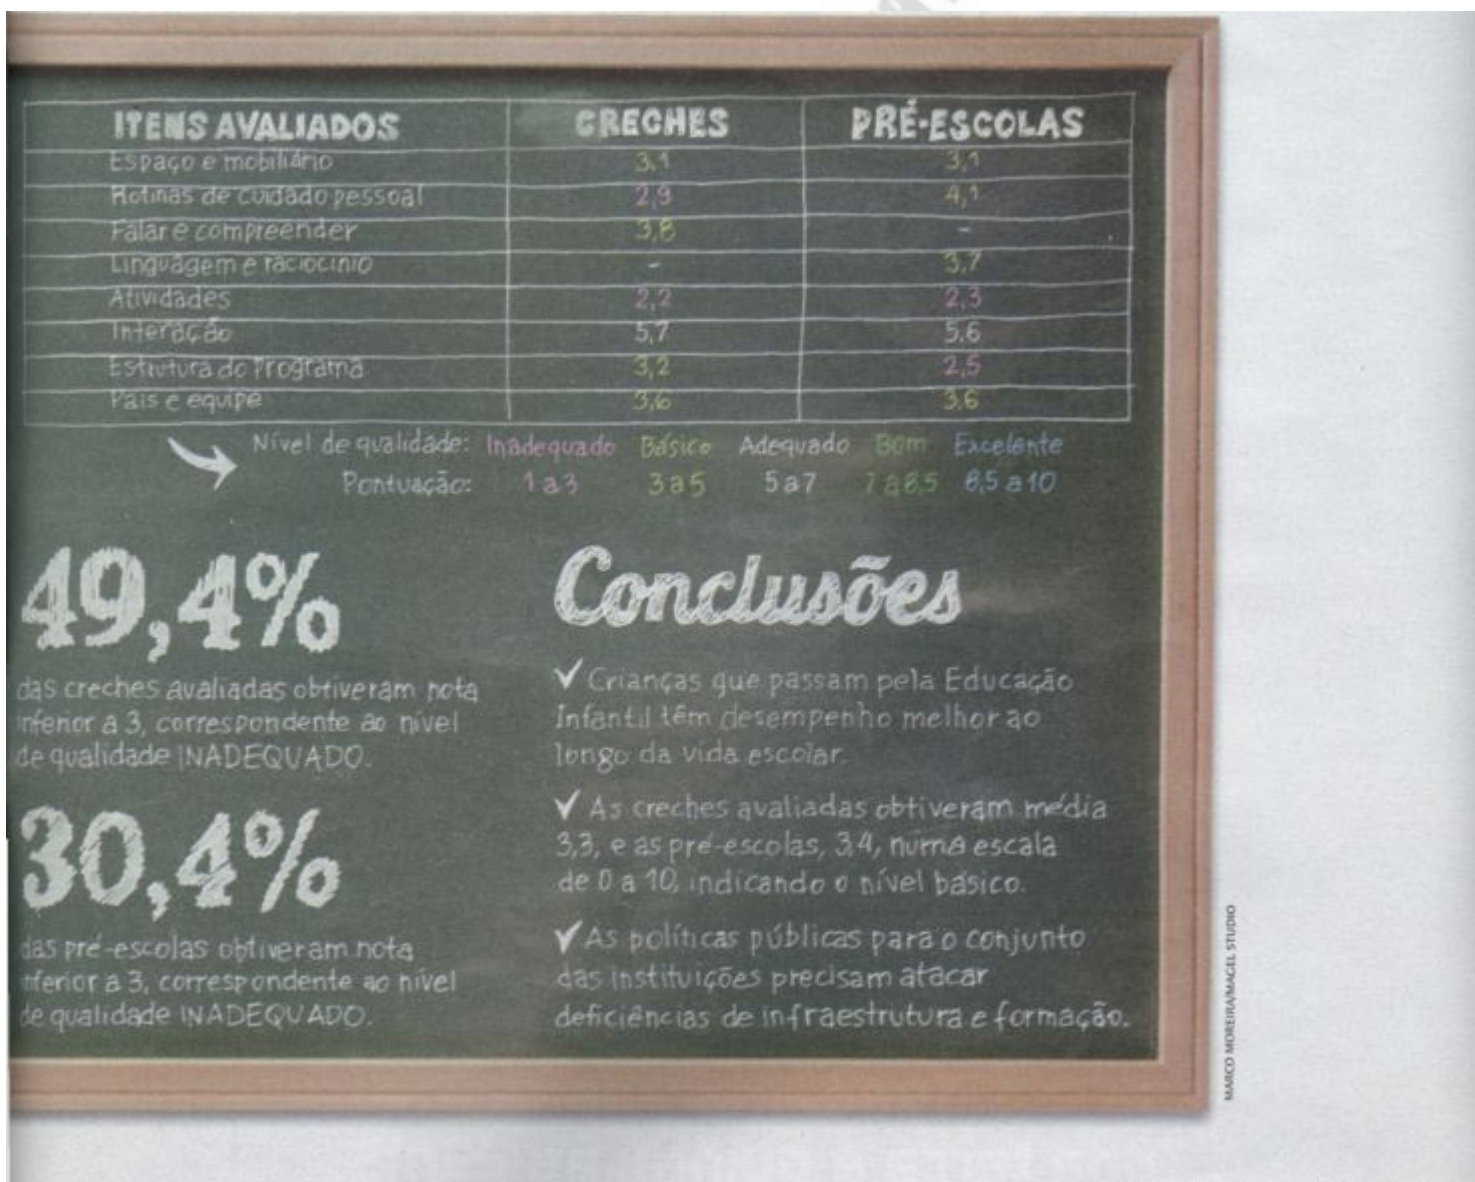 ITENS AVALIADOS CRECHES PRÉ-ESCOLAS
Espaço e mobiliário 3,1 3,1
Rotinas de cuidado pessoal 2,9 4,1
Falar e compreender 3,8 -
Linguagem e raciocínio - 3,7
Atividades 2,2 2,3
Interação 5,7 5,6
Estrutura do Programa 3,2 2,5
Pais e equipe 3,6 3,6
Nível de qualidade: Inadequado Básico Adequado Bom Excelente
Pontuação: 1 a 3 3 a 5 5 a 7 7 a 8,5 8,5 a 10
49,4%
das creches avaliadas obtiveram nota
inferior a 3, correspondente ao nível
de qualidade INADEQUADO.
30,4%
das pré-escolas obtiveram nota
inferior a 3, correspondente ao nível
de qualidade INADEQUADO.
Conclusões
✓ Crianças que passam pela Educação
Infantil têm desempenho melhor ao
longo da vida escolar.
✓ As creches avaliadas obtiveram média
3,3, e as pré-escolas, 3,4, numa escala
de 0 a 10, indicando o nível básico.
✓ As políticas públicas para o conjunto
das instituições precisam atacar
deficiências de infraestrutura e formação.
MARCO MOREIRA/MAGEL STUDIO